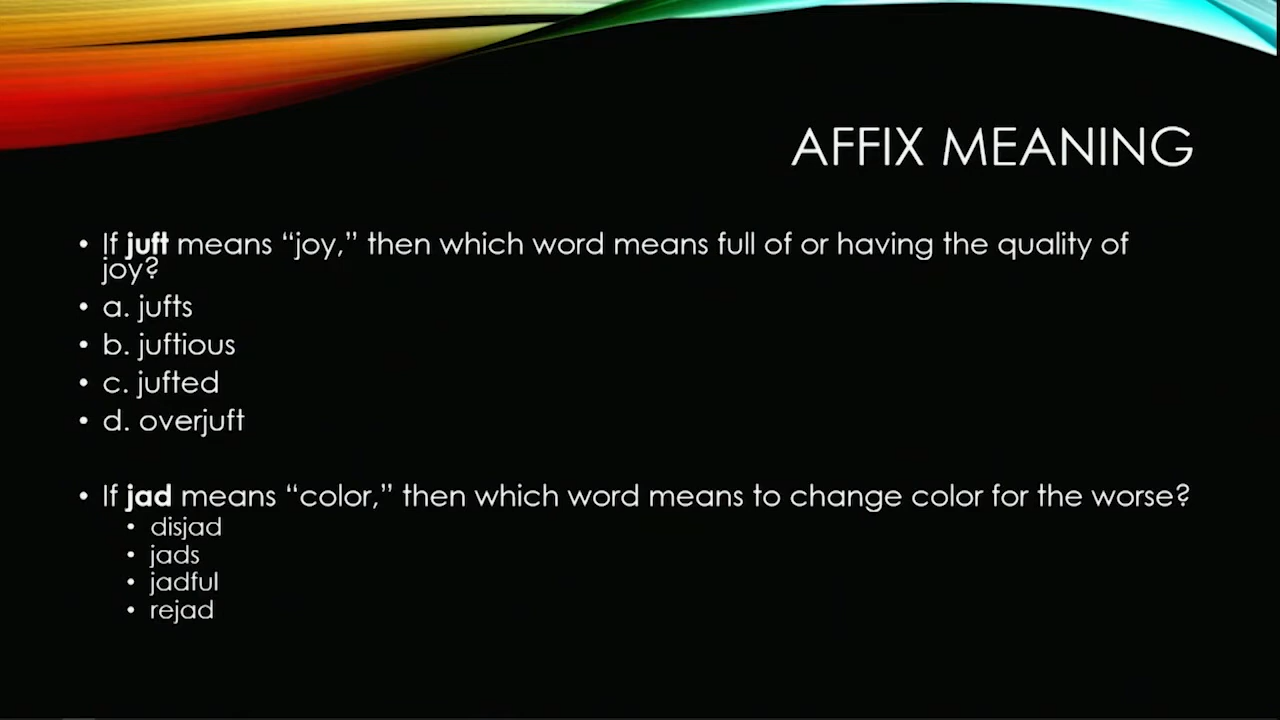 AFFIX MEANING
• If juft means “joy,” then which word means full of or having the quality of
joy?
• a. jufts
• b. juftious
• c. jufted
• d. overjuft
• If jad means “color,” then which word means to change color for the worse?
• disjad
• jads
• jadful
• rejad